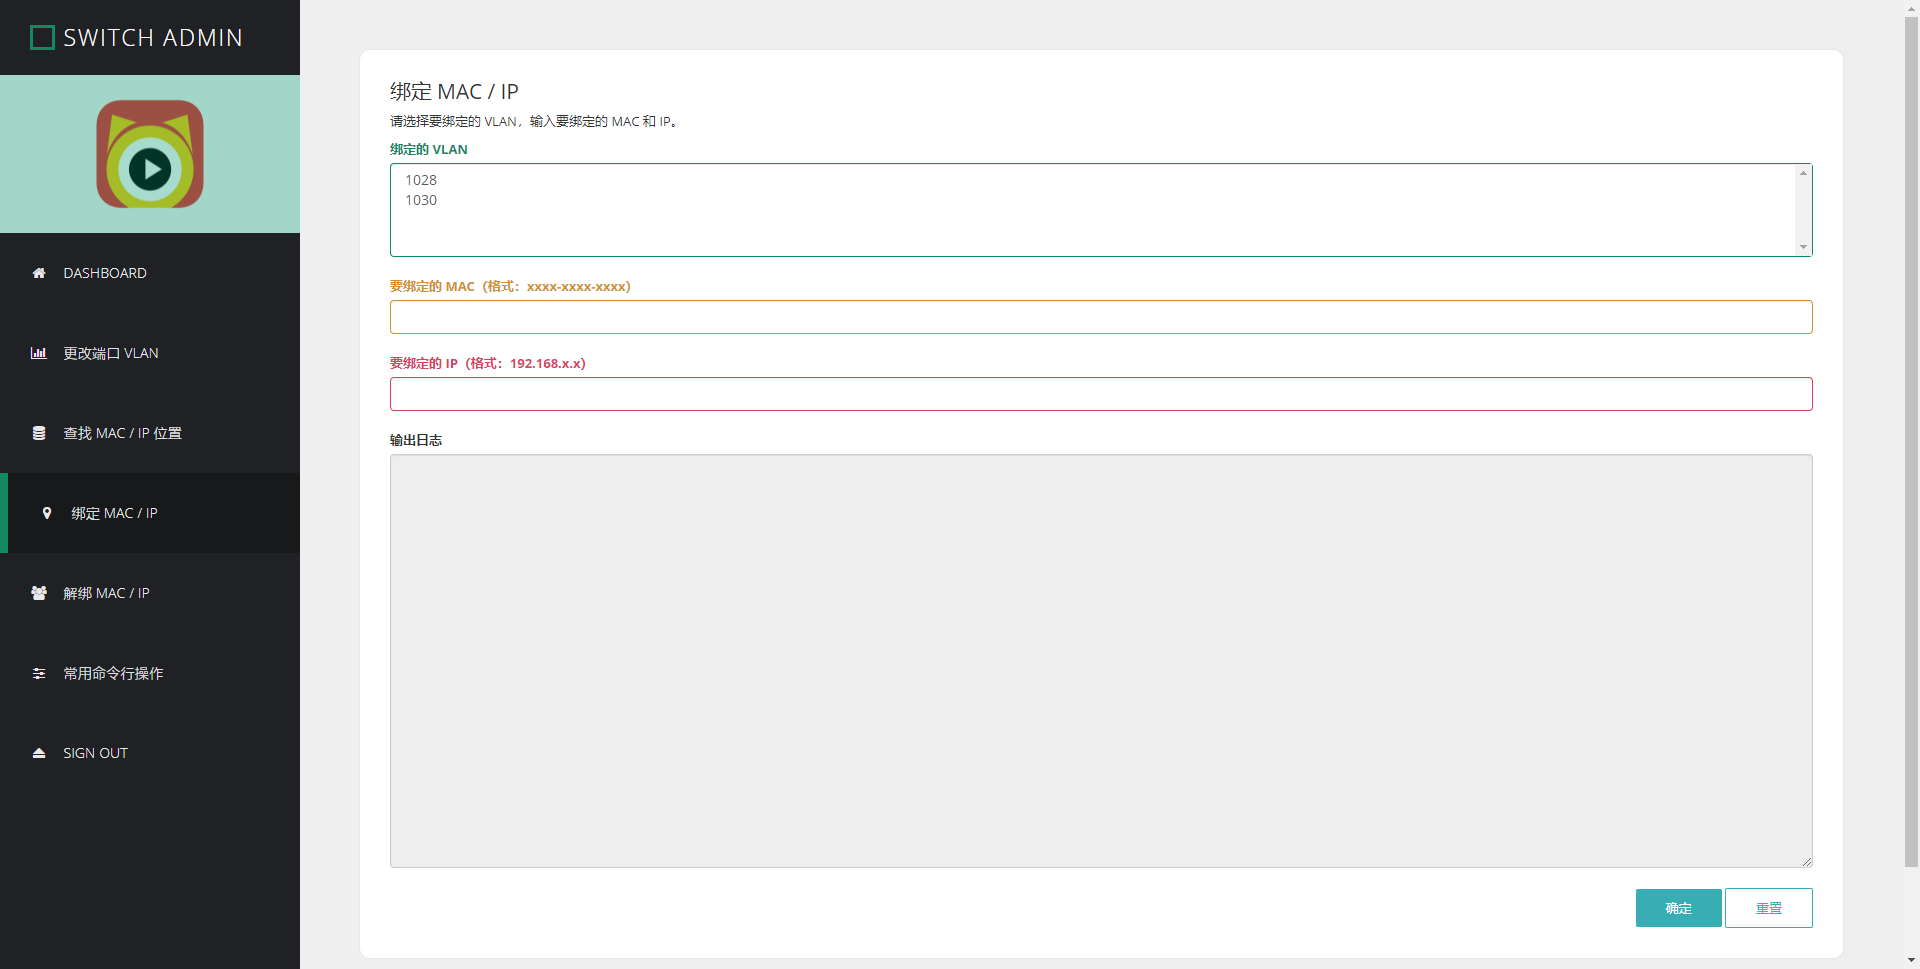 SWITCH ADMIN
DASHBOARD
更改端口 VLAN
查找 MAC / IP 位置
绑定 MAC / IP
解绑 MAC / IP
常用命令行操作
SIGN OUT
绑定 MAC / IP
请选择要绑定的 VLAN，输入要绑定的 MAC 和 IP。
绑定的 VLAN
1028
1030
要绑定的 MAC（格式：xxxx-xxxx-xxxx）
要绑定的 IP（格式：192.168.x.x）
输出日志
确定
重置